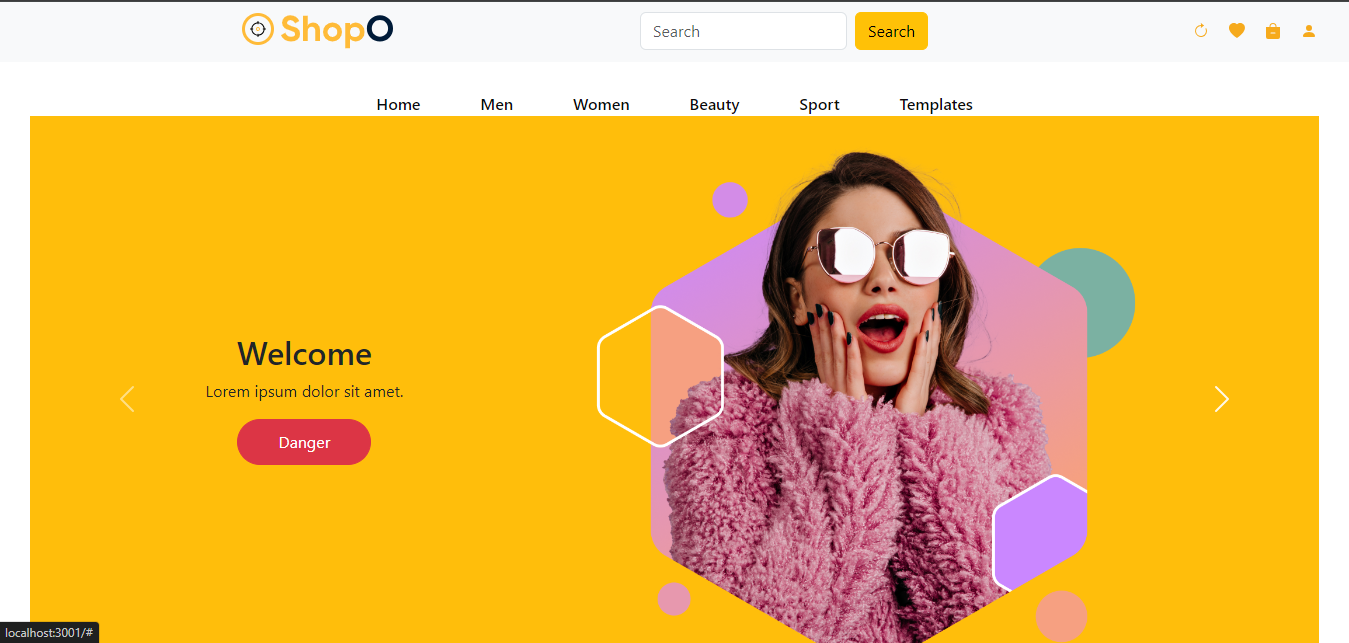 ShopO
Search
Search
Home Men Women Beauty Sport Templates
Welcome
Lorem ipsum dolor sit amet.
Danger
localhost:3001/#